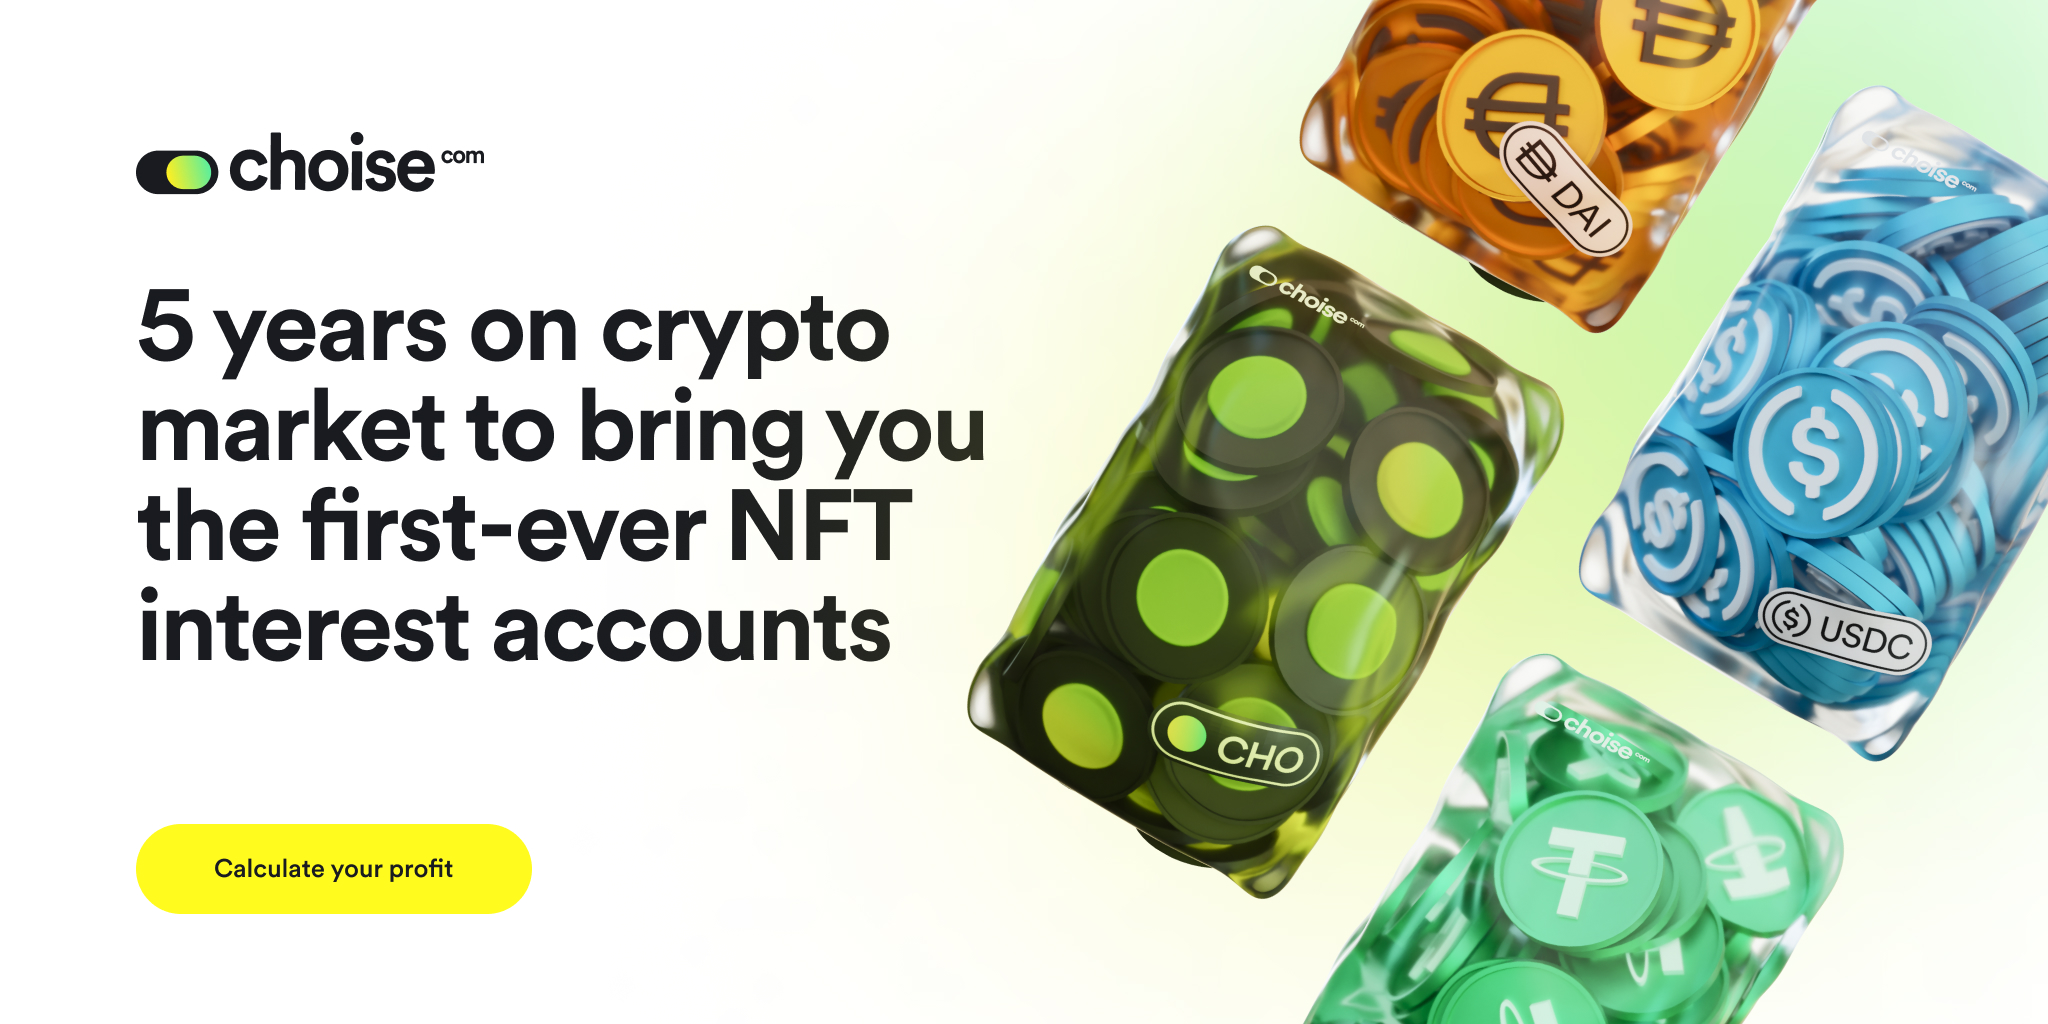 choise com
5 years on crypto
market to bring you
the first-ever NFT
interest accounts
Calculate your profit
DAI
choise com
USDC
choise com
CHO
choise com